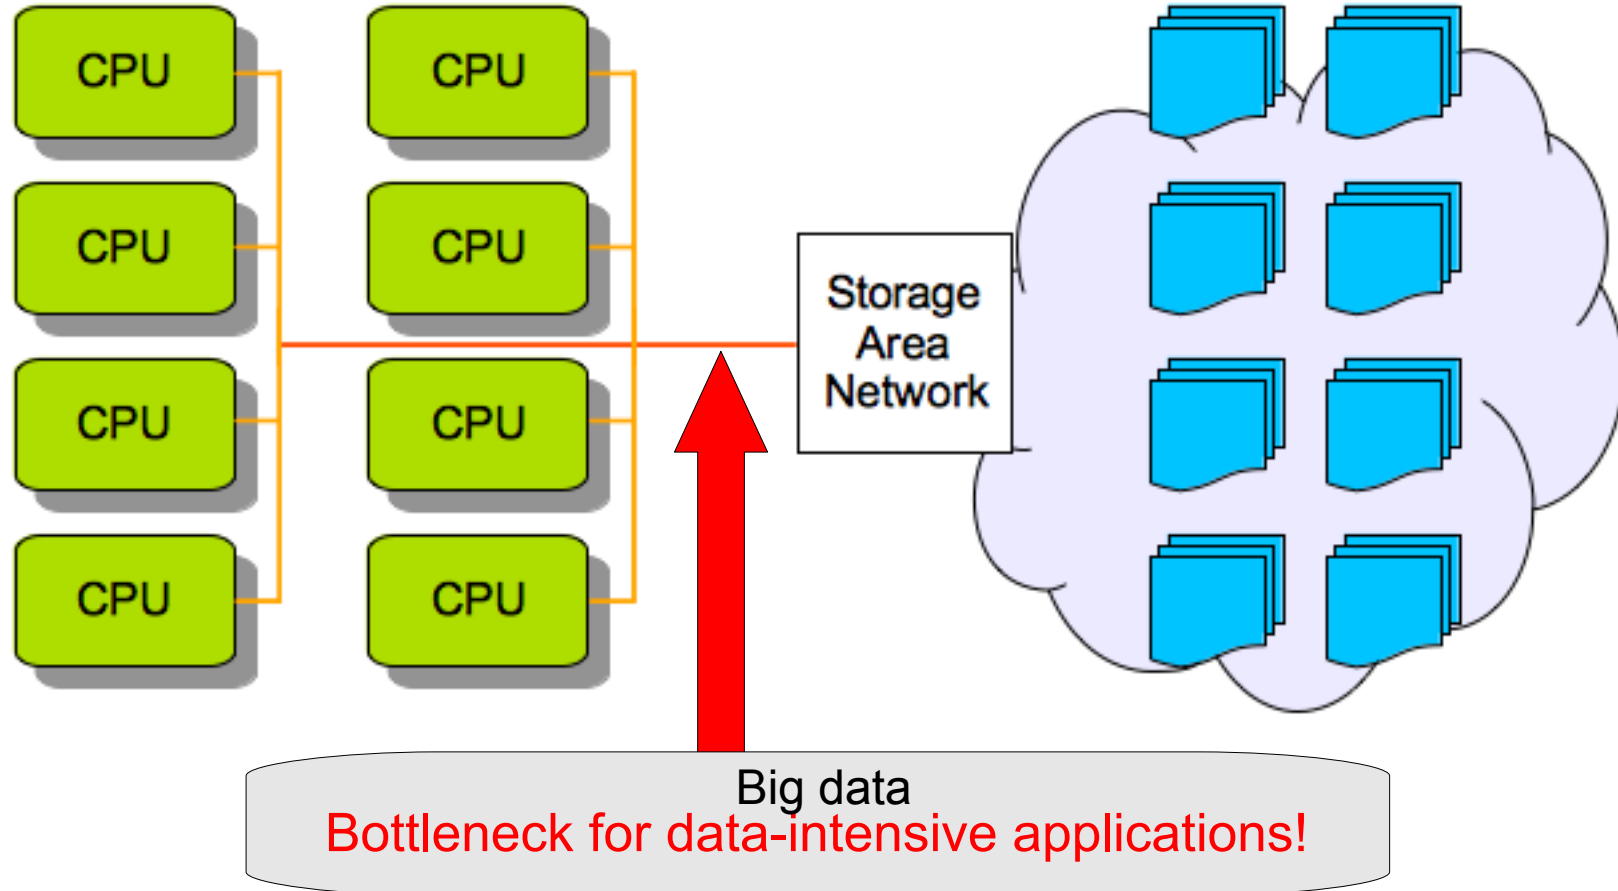 CPU
CPU
CPU
CPU
CPU
CPU
CPU
CPU
Storage
Area
Network
Big data
Bottleneck for data-intensive applications!